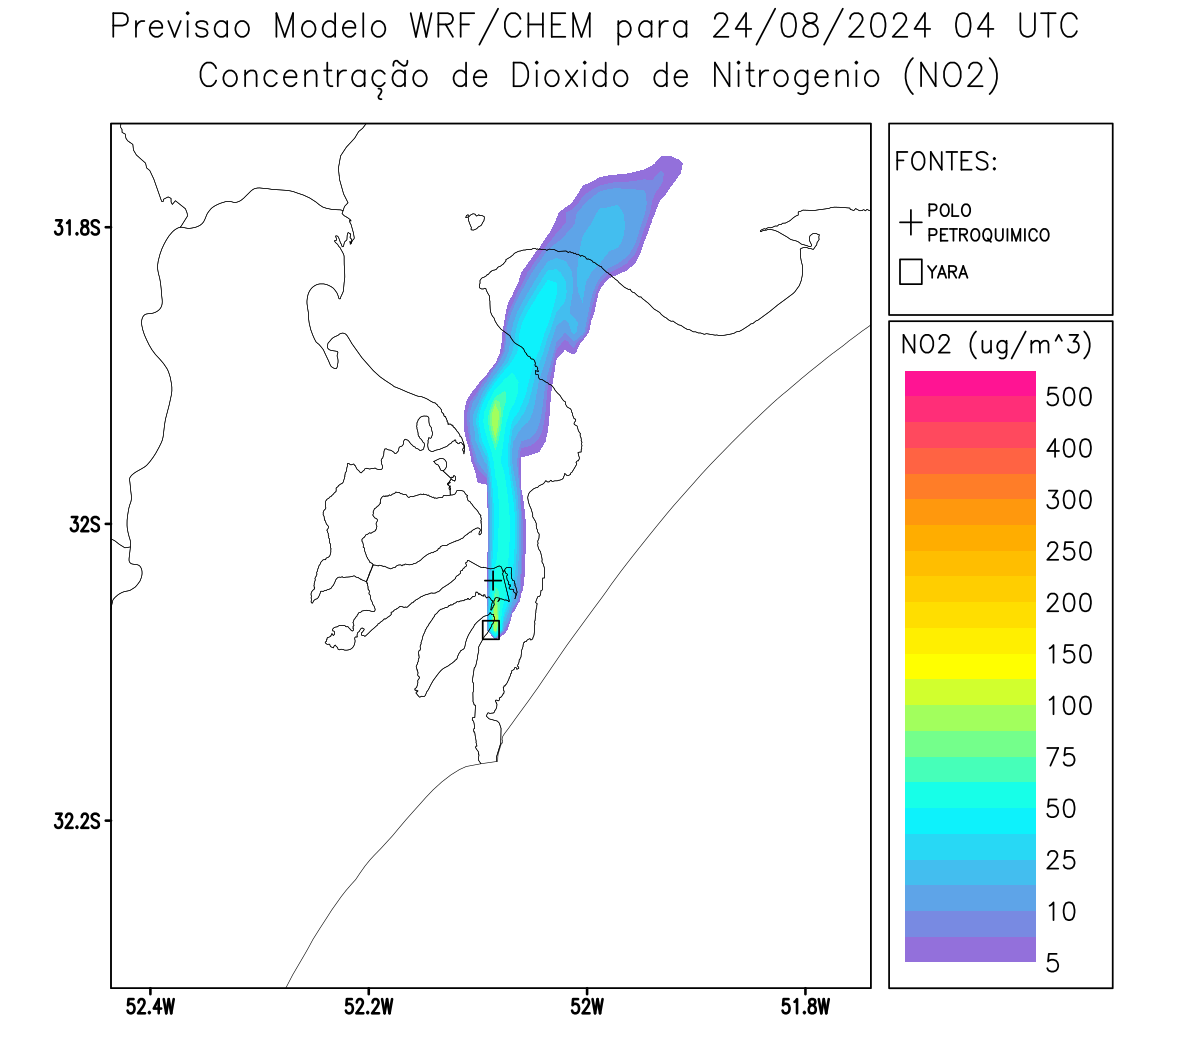 Previsao Modelo WRF/CHEM para 24/08/2024 04 UTC
Concentração de Dioxido de Nitrogenio (NO2)
FONTES:
POLO
PETROQUIMICO
YARA
NO2 (ug/m^3)
500
400
300
250
200
150
100
75
50
25
10
5
31.8S
32S
32.2S
52.4W
52.2W
52W
51.8W